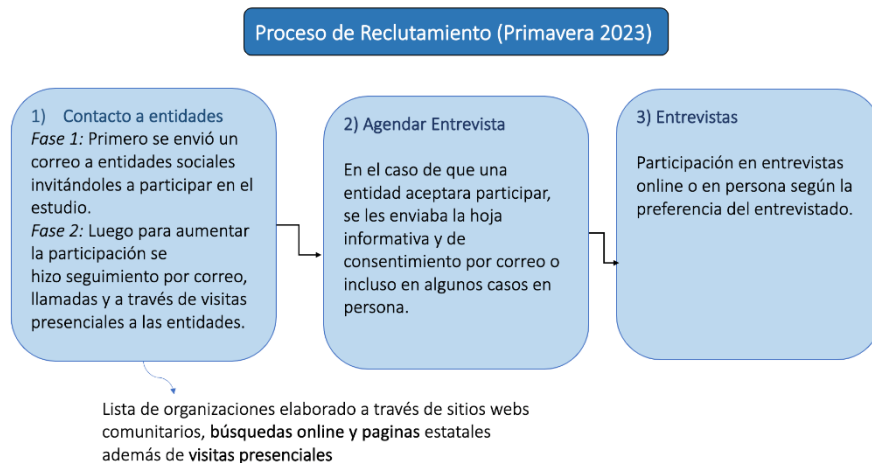 Proceso de Reclutamiento (Primavera 2023)
1) Contacto a entidades
Fase 1: Primero se envió un
correo a entidades sociales
invitándoles a participar en el
estudio.
Fase 2: Luego para aumentar
la participación se
hizo seguimiento por correo,
llamadas y a través de visitas
presenciales a las entidades.
2) Agendar Entrevista
En el caso de que una
entidad aceptara participar,
se les enviaba la hoja
informativa y de
consentimiento por correo o
incluso en algunos casos en
persona.
3) Entrevistas
Participación en entrevistas
online o en persona según la
preferencia del entrevistado.
Lista de organizaciones elaborado a través de sitios webs
comunitarios, búsquedas online y paginas estatales
además de visitas presenciales